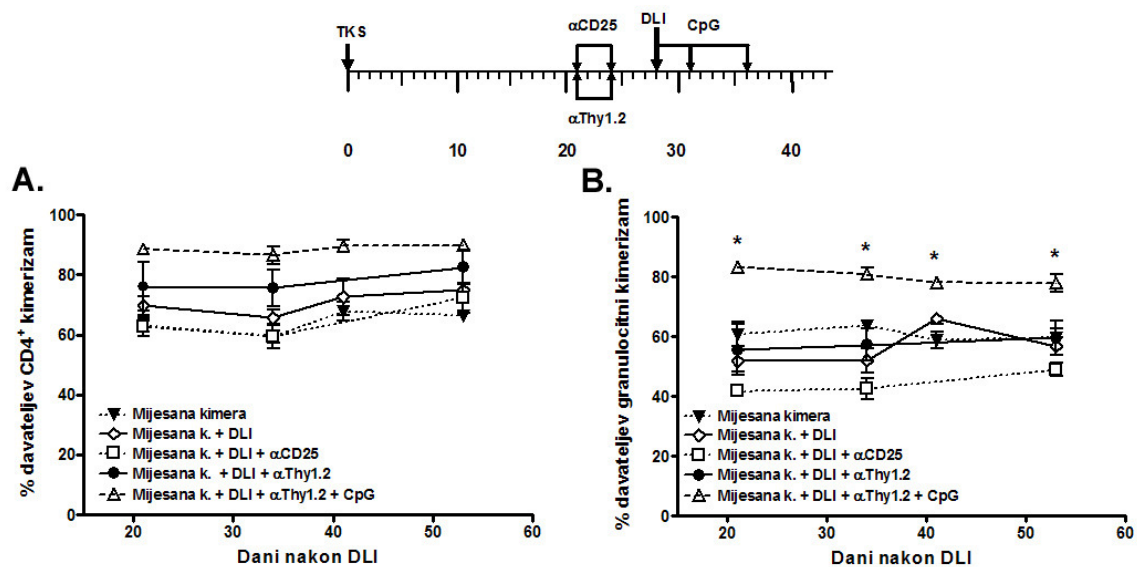 TKS
αCD25
DLI
CpG
αThy1.2
0 10 20 30 40
A.
% davateljev CD4⁺ kimerizam
100
80
60
40
20
0
Mijesana kimera
Mijesana k. + DLI
Mijesana k. + DLI + αCD25
Mijesana k. + DLI + αThy1.2
Mijesana k. + DLI + αThy1.2 + CpG
20 30 40 50 60
Dani nakon DLI
B.
% davateljev granulocitni kimerizam
100
80
60
40
20
0
* * * *
Mijesana kimera
Mijesana k. + DLI
Mijesana k. + DLI + αCD25
Mijesana k. + DLI + αThy1.2
Mijesana k. + DLI + αThy1.2 + CpG
20 30 40 50 60
Dani nakon DLI